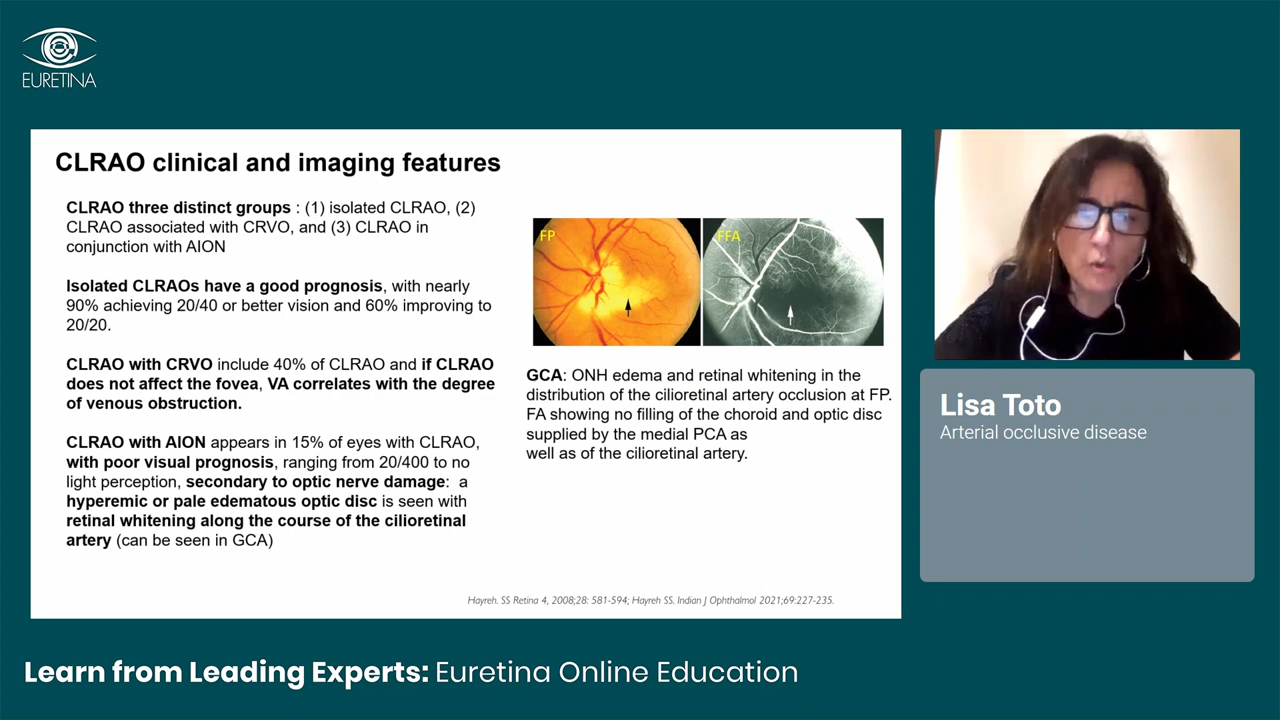 EURETINA
CLRAO clinical and imaging features
CLRAO three distinct groups : (1) isolated CLRAO, (2)
CLRAO associated with CRVO, and (3) CLRAO in
conjunction with AION
Isolated CLRAOs have a good prognosis, with nearly
90% achieving 20/40 or better vision and 60% improving to
20/20.
CLRAO with CRVO include 40% of CLRAO and if CLRAO
does not affect the fovea, VA correlates with the degree
of venous obstruction.
CLRAO with AION appears in 15% of eyes with CLRAO,
with poor visual prognosis, ranging from 20/400 to no
light perception, secondary to optic nerve damage: a
hyperemic or pale edematous optic disc is seen with
retinal whitening along the course of the cilioretinal
artery (can be seen in GCA)
FP
FFA
GCA: ONH edema and retinal whitening in the
distribution of the cilioretinal artery occlusion at FP.
FA showing no filling of the choroid and optic disc
supplied by the medial PCA as
well as of the cilioretinal artery.
Hayreh. SS Retina 4, 2008;28: 581-594; Hayreh SS. Indian J Ophthalmol 2021;69:227-235.
Lisa Toto
Arterial occlusive disease
Learn from Leading Experts: Euretina Online Education